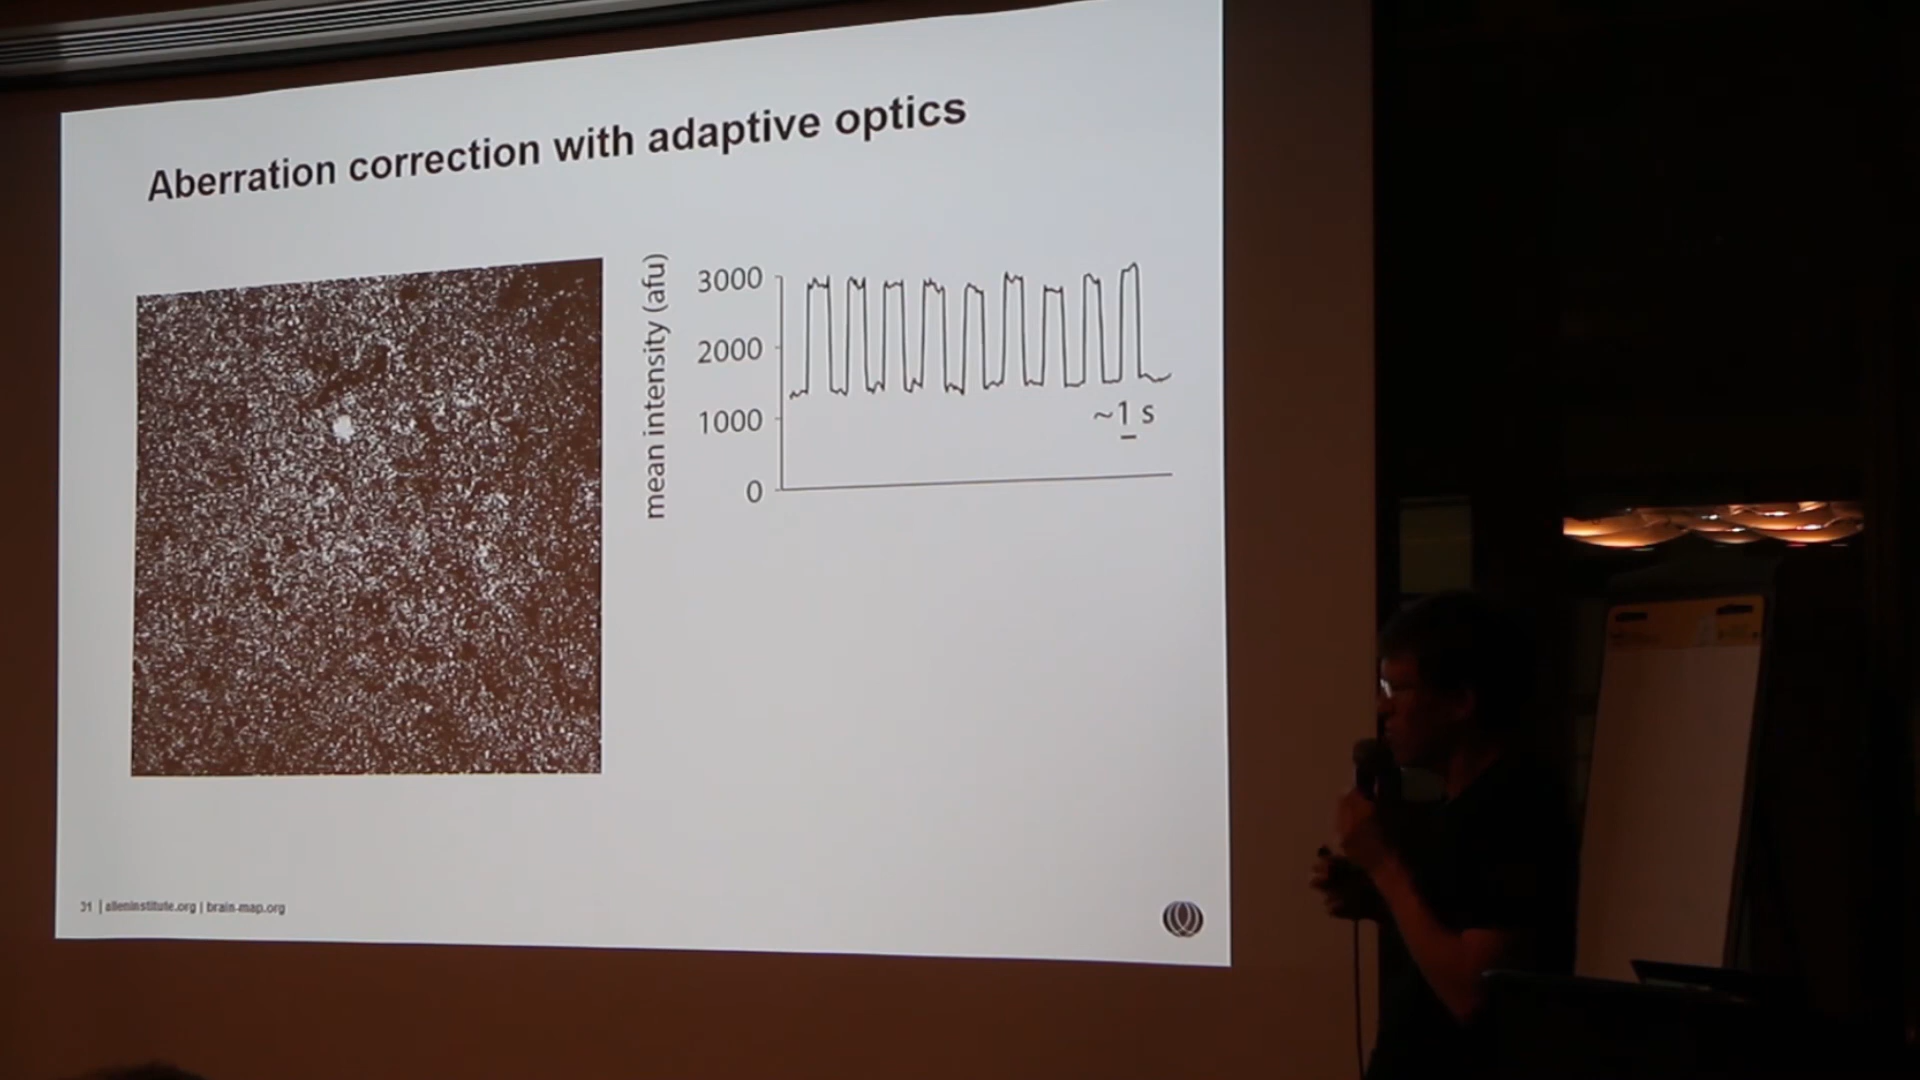 Aberration correction with adaptive optics
mean intensity (afu)
3000
2000
1000
0
~1 s
31 | alleninstitute.org | brain-map.org